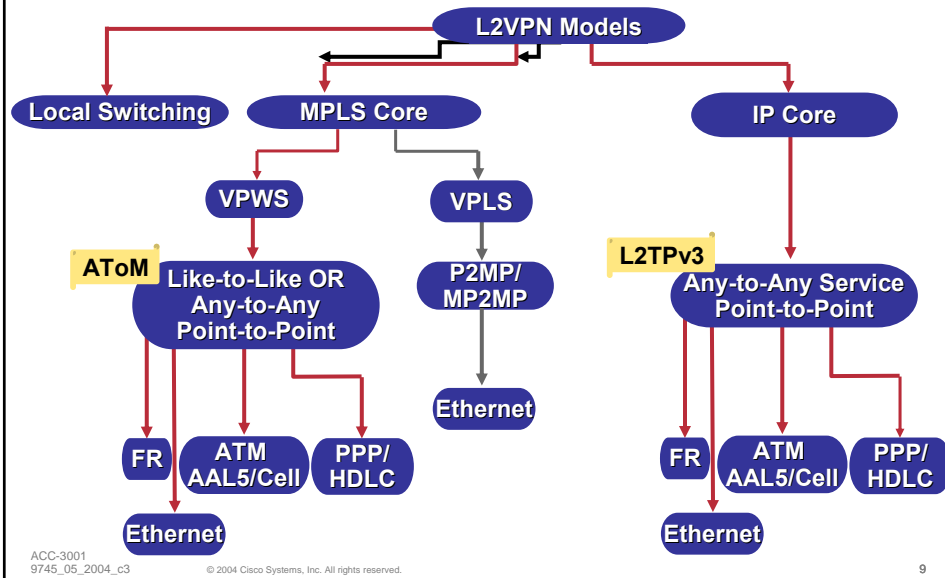 L2VPN Models
Local Switching
MPLS Core
IP Core
VPWS
VPLS
AToM
Like-to-Like OR
Any-to-Any
Point-to-Point
P2MP/
MP2MP
L2TPv3
Any-to-Any Service
Point-to-Point
Ethernet
FR
ATM
AAL5/Cell
PPP/
HDLC
FR
ATM
AAL5/Cell
PPP/
HDLC
Ethernet
Ethernet
ACC-3001
9745_05_2004_c3
© 2004 Cisco Systems, Inc. All rights reserved.
9